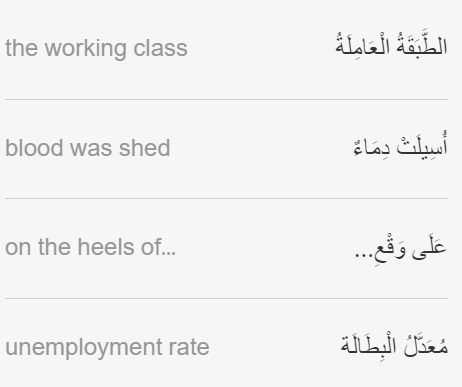 the working class الطَّبَقَةُ الْعَامِلَةُ
blood was shed أُسِيلَتْ دِمَاءٌ
on the heels of... عَلَى وَقْعِ...
unemployment rate مُعَدَّلُ الْبِطَالَة